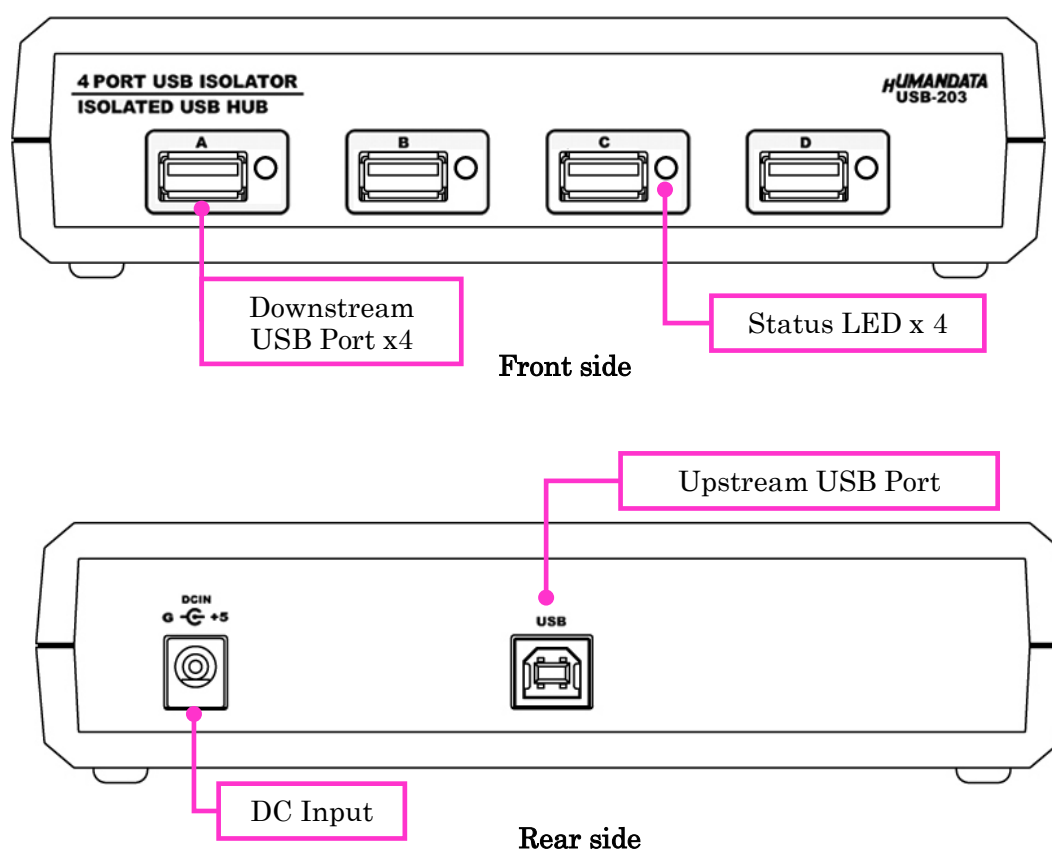 4 PORT USB ISOLATOR
ISOLATED USB HUB
HUMANDATA
USB-203
A
B
C
D
Downstream
USB Port x4
Status LED x 4
Front side
Upstream USB Port
DCIN
G +5
USB
DC Input
Rear side